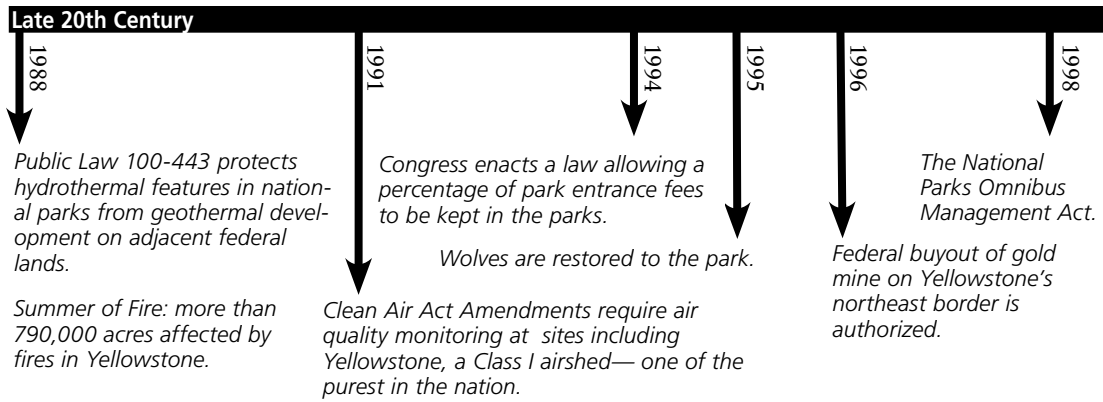 Late 20th Century
1988
Public Law 100-443 protects
hydrothermal features in nation-
al parks from geothermal devel-
opment on adjacent federal
lands.
Summer of Fire: more than
790,000 acres affected by
fires in Yellowstone.
1991
Clean Air Act Amendments require air
quality monitoring at sites including
Yellowstone, a Class I airshed— one of the
purest in the nation.
1994
Congress enacts a law allowing a
percentage of park entrance fees
to be kept in the parks.
1995
Wolves are restored to the park.
1996
Federal buyout of gold
mine on Yellowstone's
northeast border is
authorized.
1998
The National
Parks Omnibus
Management Act.